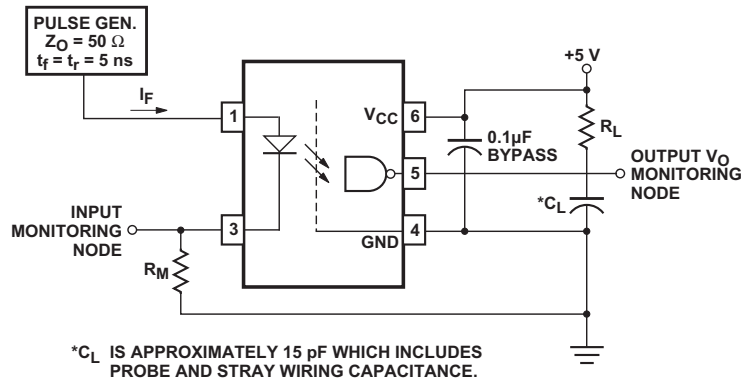 PULSE GEN.
Z_O = 50 Ω
t_f = t_r = 5 ns
I_F
1
3
V_CC
6
5
GND
4
0.1µF
BYPASS
+5 V
R_L
*C_L
OUTPUT V_O
MONITORING
NODE
INPUT
MONITORING
NODE
R_M
*C_L IS APPROXIMATELY 15 pF WHICH INCLUDES
PROBE AND STRAY WIRING CAPACITANCE.